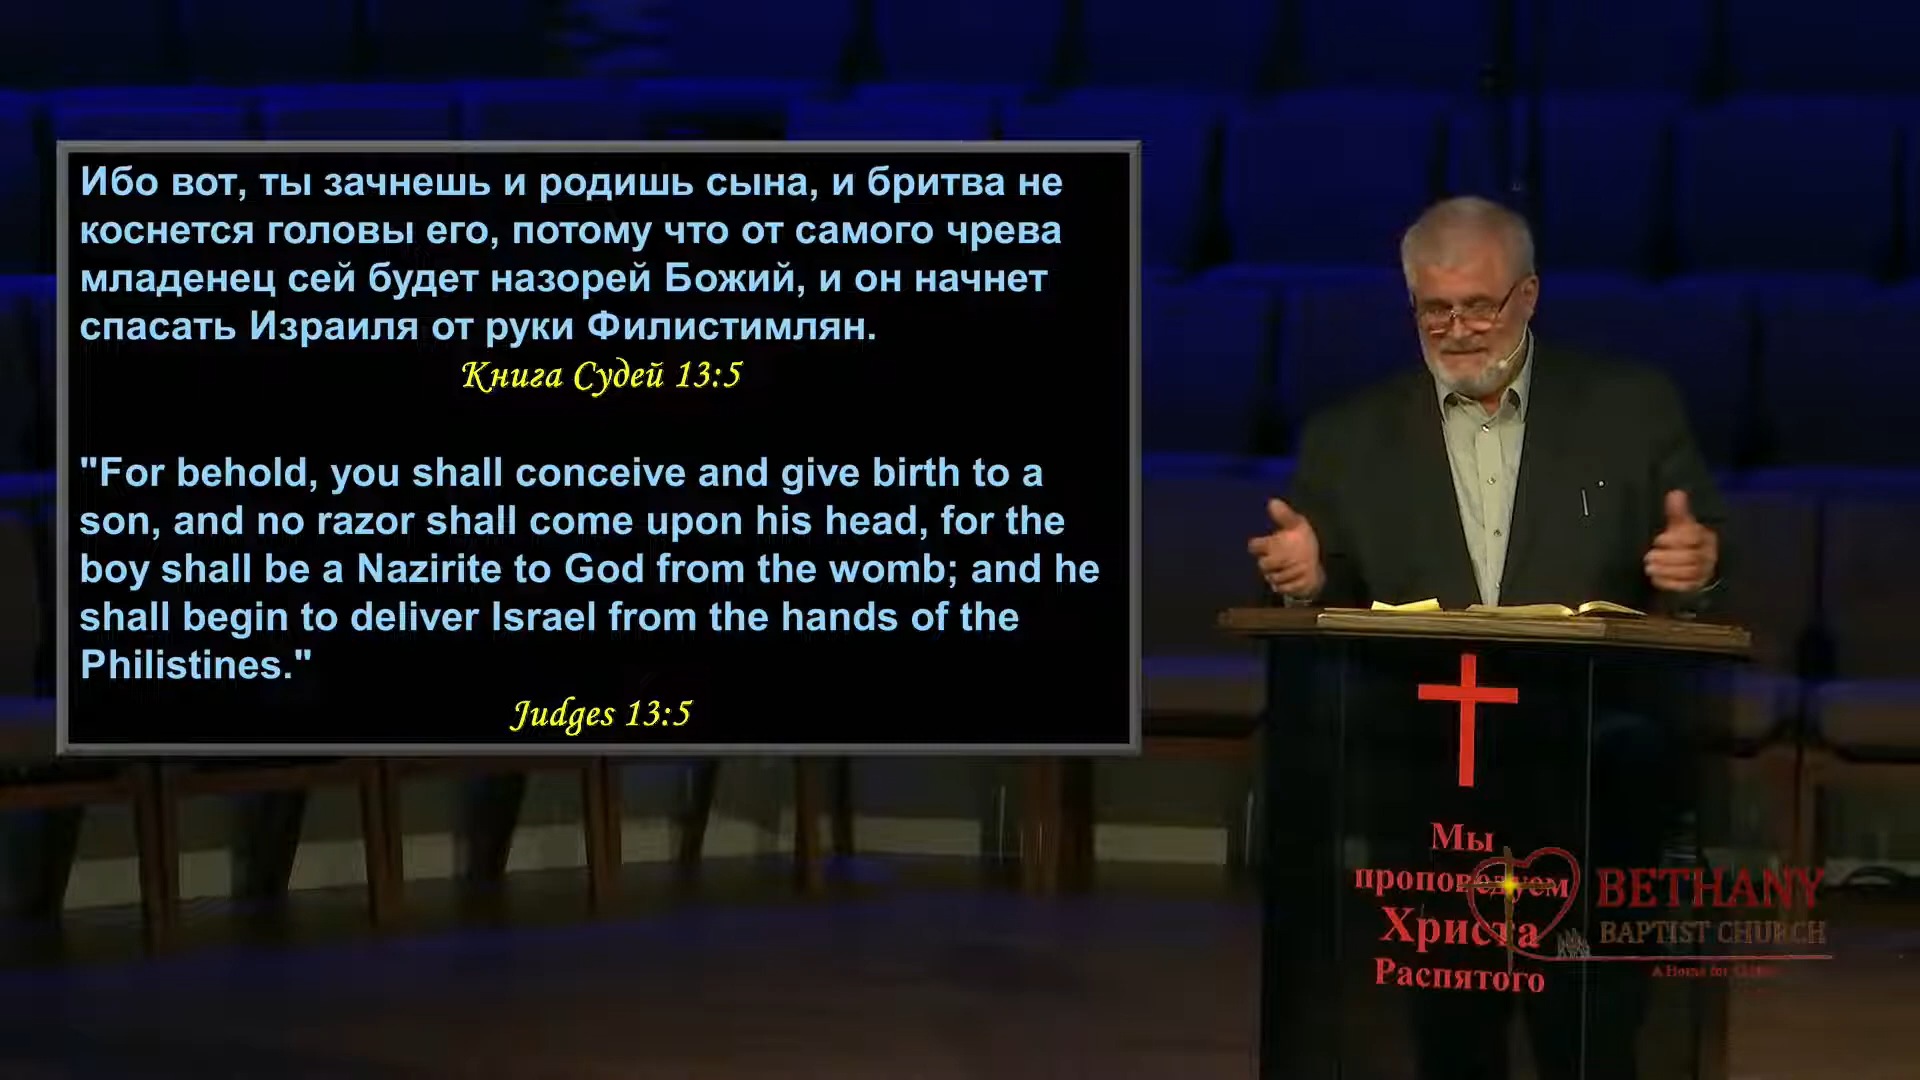 Ибо вот, ты зачнешь и родишь сына, и бритва не
коснется головы его, потому что от самого чрева
младенец сей будет назорей Божий, и он начнет
спасать Израиля от руки Филистимлян.
Книга Судей 13:5
"For behold, you shall conceive and give birth to a
son, and no razor shall come upon his head, for the
boy shall be a Nazirite to God from the womb; and he
shall begin to deliver Israel from the hands of the
Philistines."
Judges 13:5
Мы
проповедуем
Христа
Распятого
BETHANY
BAPTIST CHURCH
A Home for